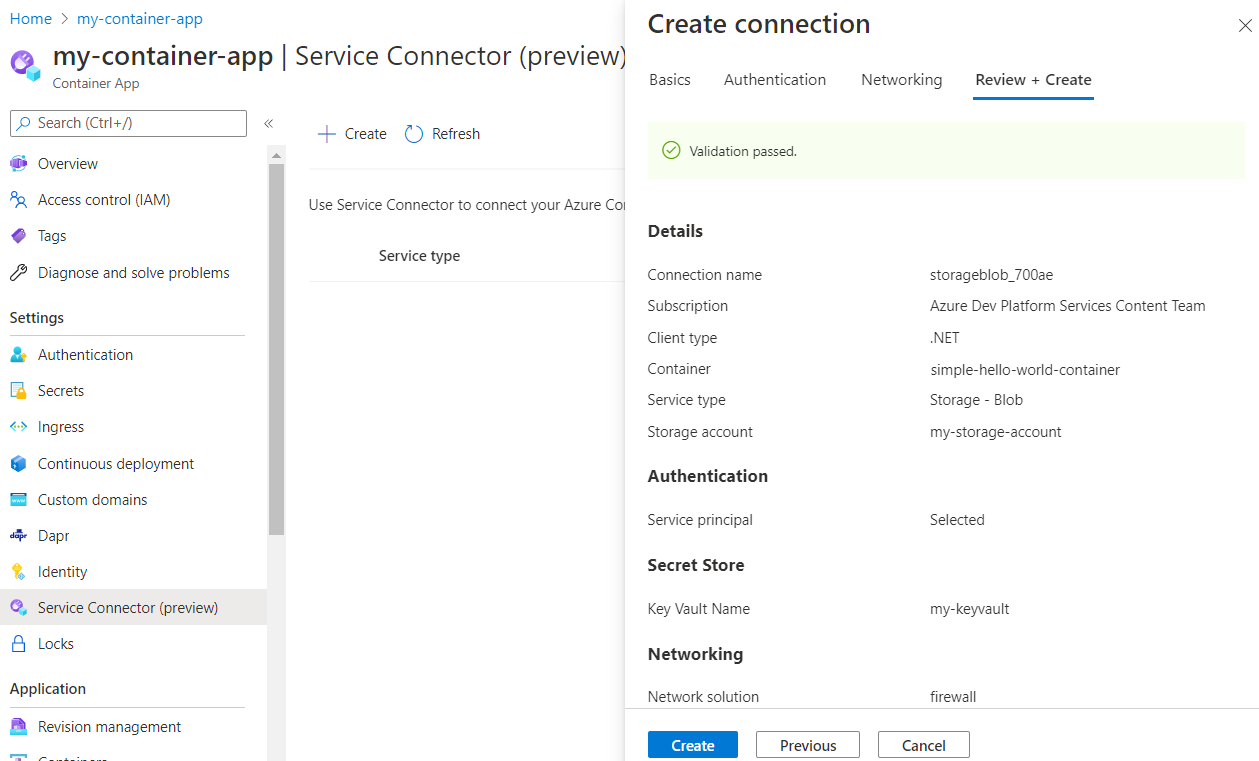 Home > my-container-app
my-container-app | Service Connector (preview)
Container App
Search (Ctrl+/)
«
Overview
Access control (IAM)
Tags
Diagnose and solve problems
Settings
Authentication
Secrets
Ingress
Continuous deployment
Custom domains
dapr Dapr
Identity
Service Connector (preview)
Locks
Application
Revision management
Containers
Create Refresh
Use Service Connector to connect your Azure
Service type
Create connection
Basics Authentication Networking Review + Create
Validation passed.
Details
Connection name storageblob_700ae
Subscription Azure Dev Platform Services Content Team
Client type .NET
Container simple-hello-world-container
Service type Storage - Blob
Storage account my-storage-account
Authentication
Service principal Selected
Secret Store
Key Vault Name my-keyvault
Networking
Network solution firewall
Create Previous Cancel